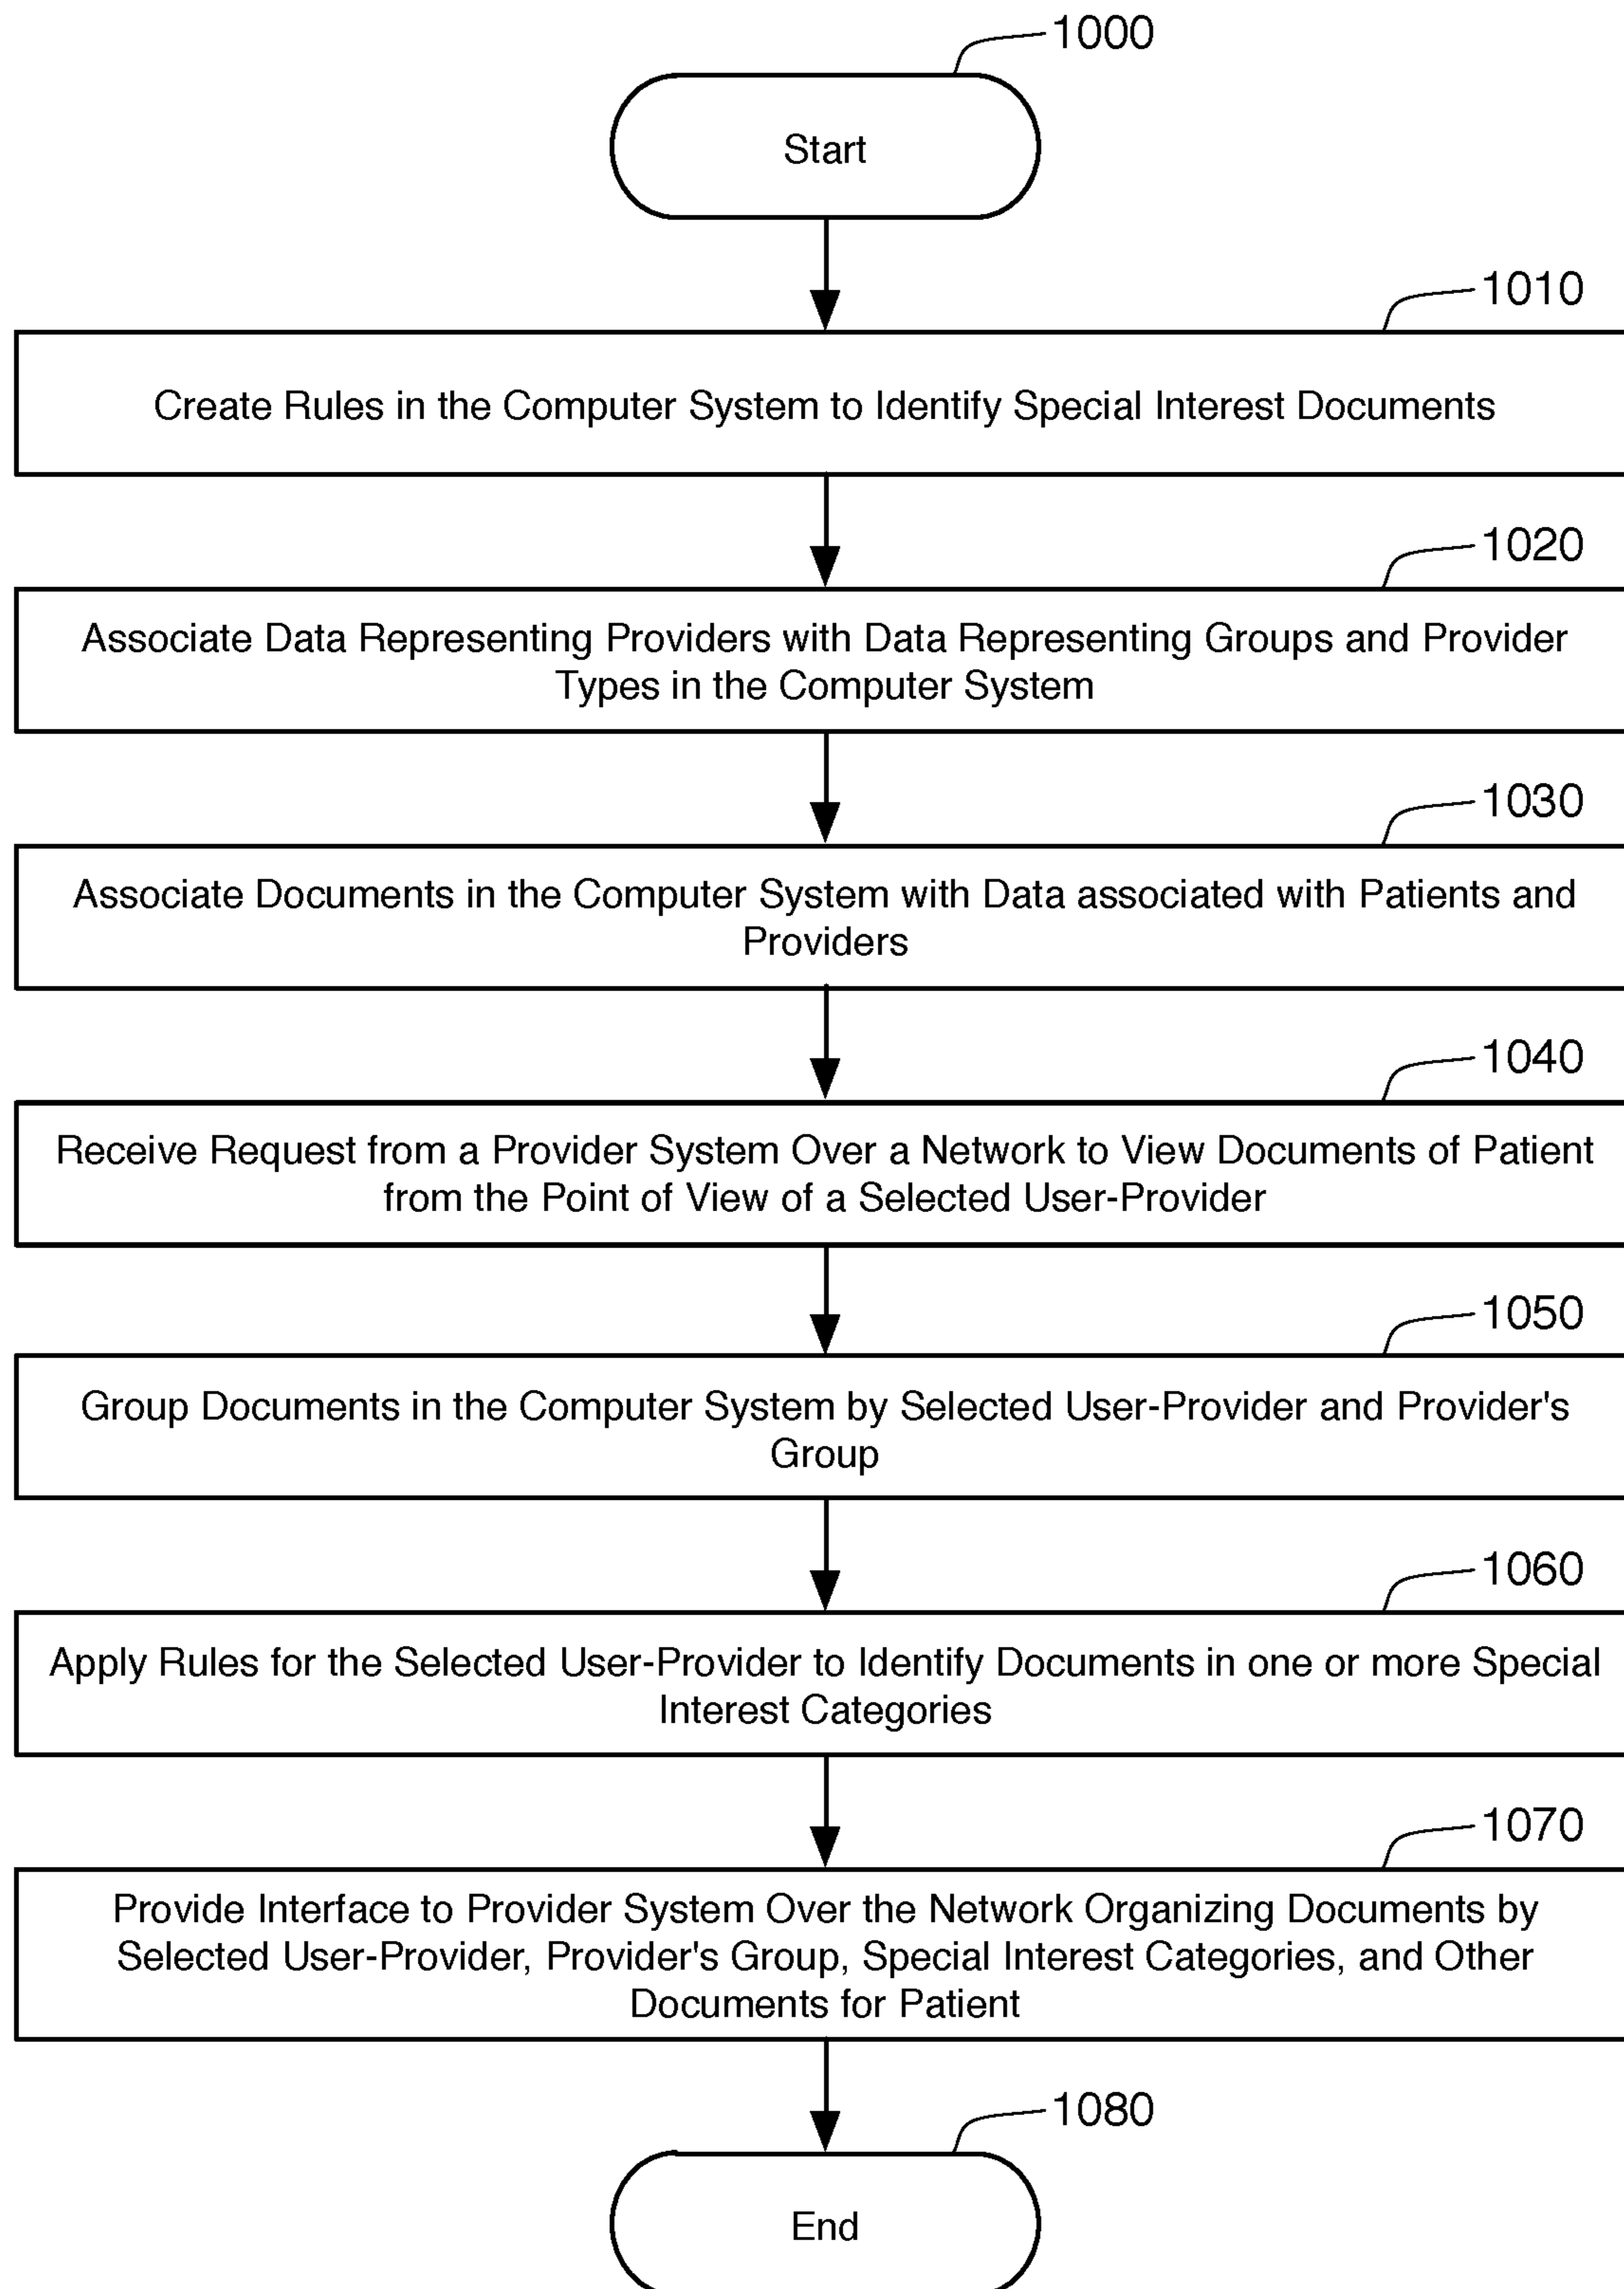 1000
Start
1010
Create Rules in the Computer System to Identify Special Interest Documents
1020
Associate Data Representing Providers with Data Representing Groups and Provider
Types in the Computer System
1030
Associate Documents in the Computer System with Data associated with Patients and
Providers
1040
Receive Request from a Provider System Over a Network to View Documents of Patient
from the Point of View of a Selected User-Provider
1050
Group Documents in the Computer System by Selected User-Provider and Provider's
Group
1060
Apply Rules for the Selected User-Provider to Identify Documents in one or more Special
Interest Categories
1070
Provide Interface to Provider System Over the Network Organizing Documents by
Selected User-Provider, Provider's Group, Special Interest Categories, and Other
Documents for Patient
1080
End